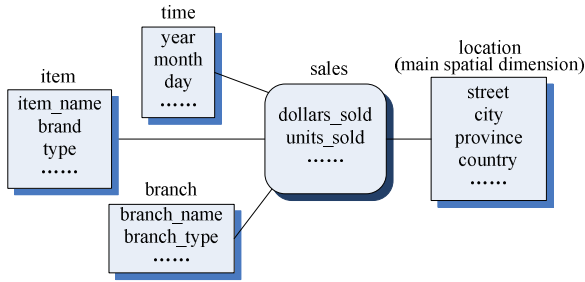 time
year
month
day
......
item
item_name
brand
type
......
sales
dollars_sold
units_sold
......
location
(main spatial dimension)
street
city
province
country
......
branch
branch_name
branch_type
......